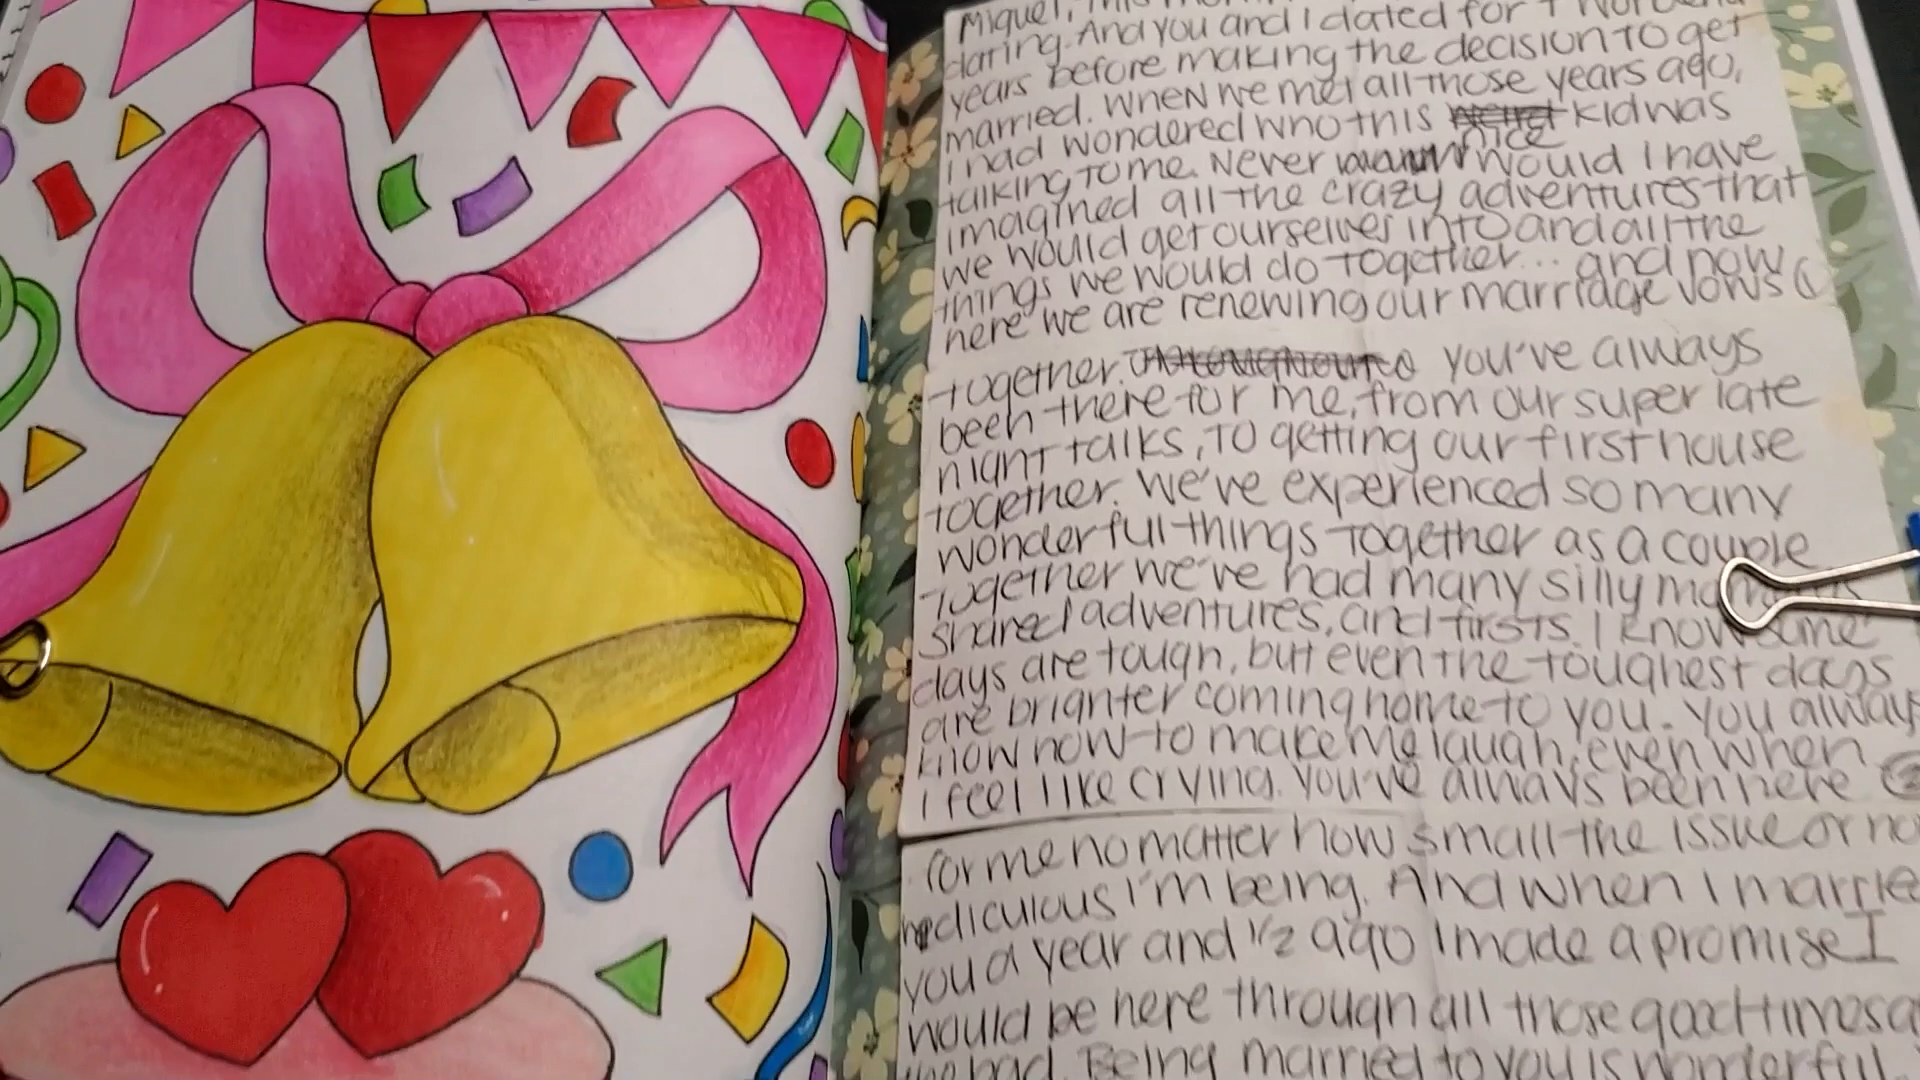 Miguel, this
dating. And you and I dated for
years before making the decision to get
married. When we met all those years ago,
I had wondered who this nice kid was
talking to me. Never would I have
imagined all the crazy adventures that
we would get ourselves into and all the
things we would do together... and now
here we are renewing our marriage vows 1
together. You've always
been there for me, from our super late
night talks, to getting our first house
together. We've experienced so many
wonderful things together as a couple
together we've had many silly
shared adventures, and firsts. I know some
days are tough, but even the toughest days
are brighter coming home to you. You always
know how to make me laugh, even when
I feel like crying. You've always been here 2
for me no matter how small the issue or
rediculous I'm being. And when I
you a year and 1/2 ago I made a promise I
would be here through all those good times
the bad. Being married to you is wonderful.